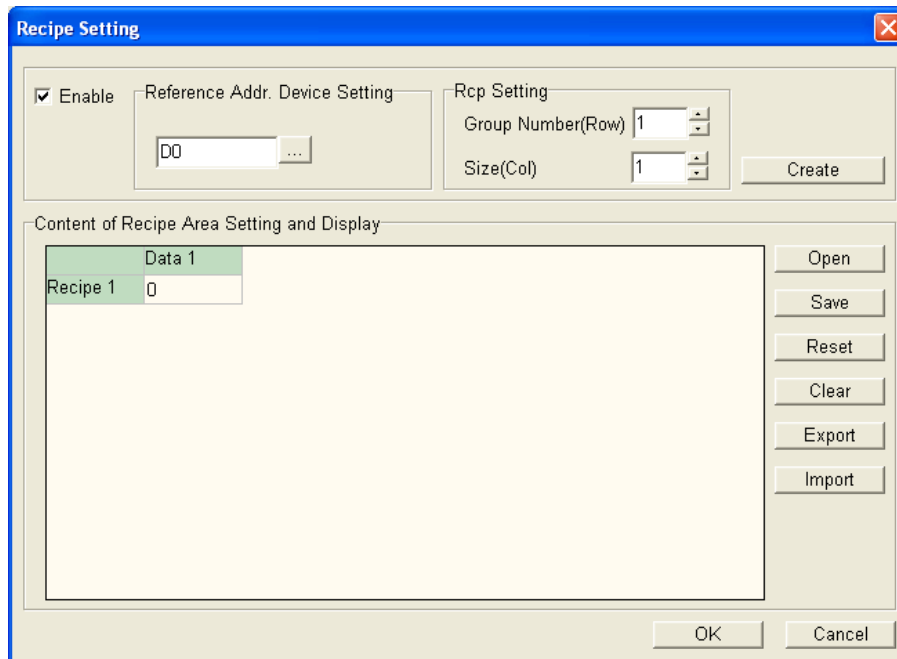 Recipe Setting
Enable
Reference Addr. Device Setting
D0
...
Rcp Setting
Group Number(Row) 1
Size(Col) 1
Create
Content of Recipe Area Setting and Display
Data 1
Recipe 1 0
Open
Save
Reset
Clear
Export
Import
OK
Cancel